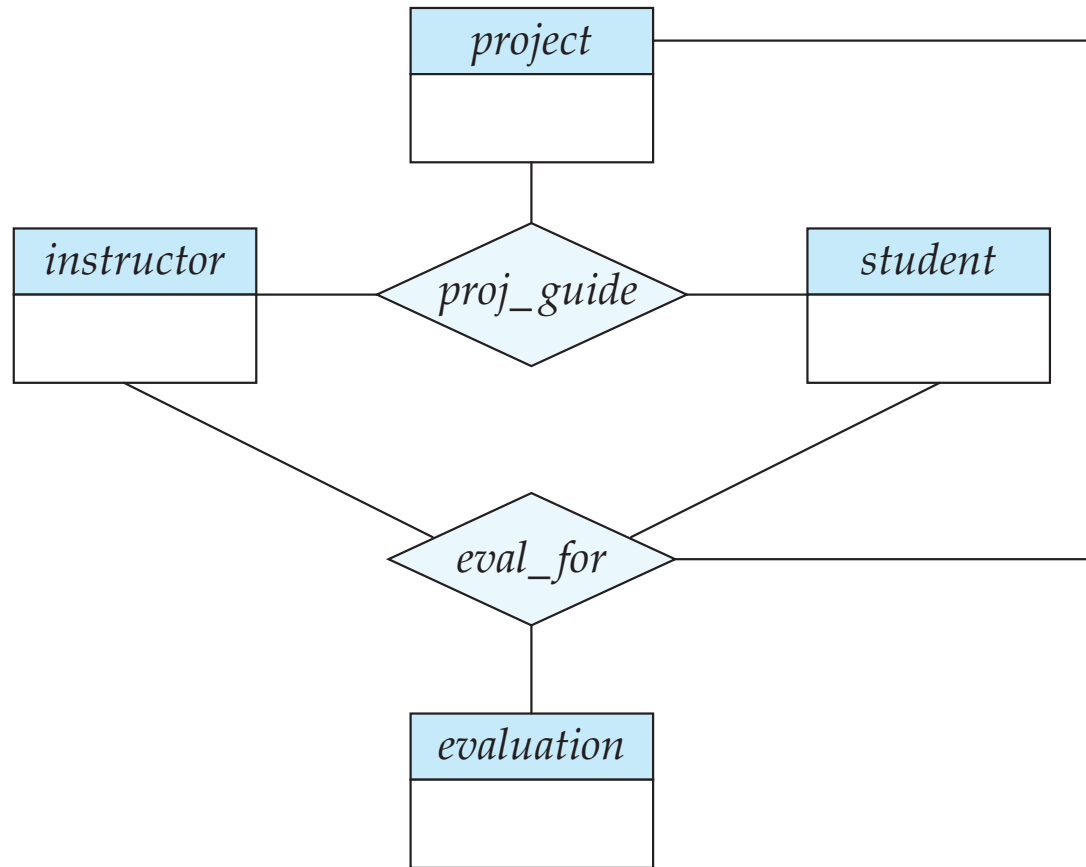 project
instructor
proj_guide
student
eval_for
evaluation